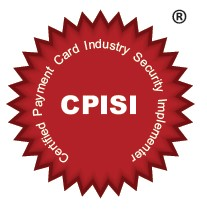 ®
Certified Payment Card Industry Security Implementer
CPISI